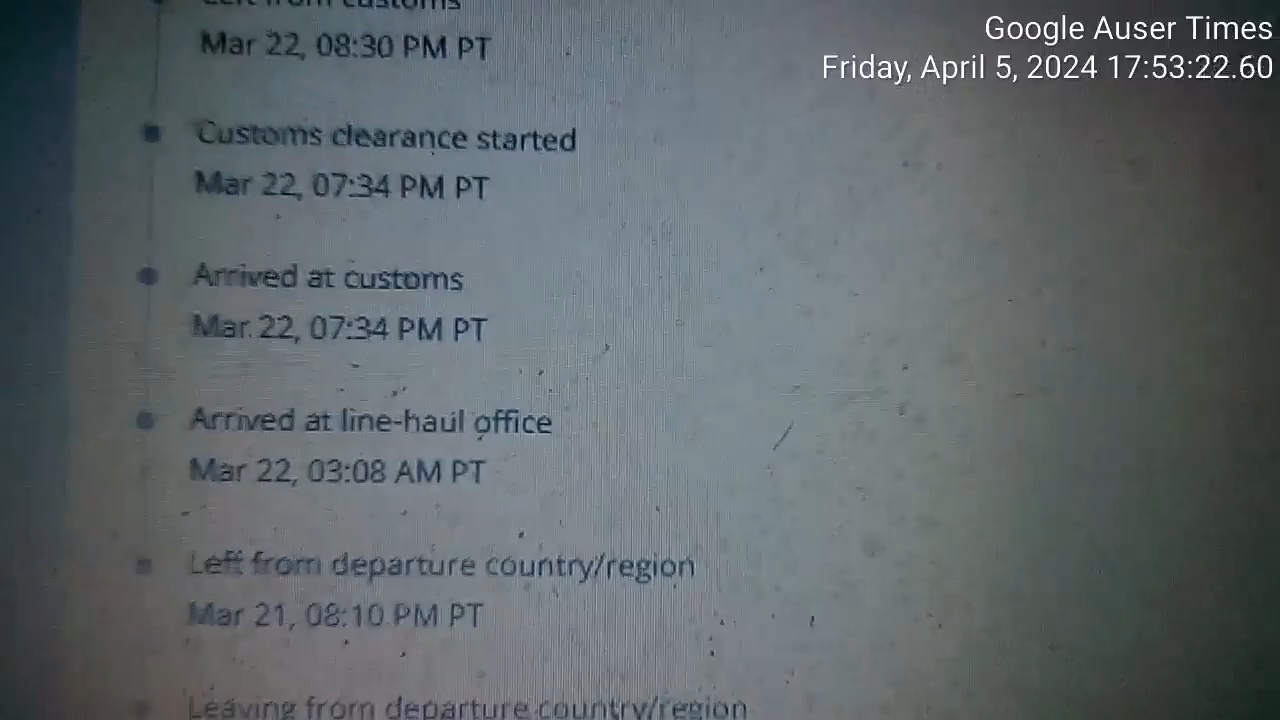 Google Auser Times
Friday, April 5, 2024 17:53:22.60
Left from customs
Mar 22, 08:30 PM PT
Customs clearance started
Mar 22, 07:34 PM PT
Arrived at customs
Mar 22, 07:34 PM PT
Arrived at line-haul office
Mar 22, 03:08 AM PT
Left from departure country/region
Mar 21, 08:10 PM PT
Leaving from departure country/region